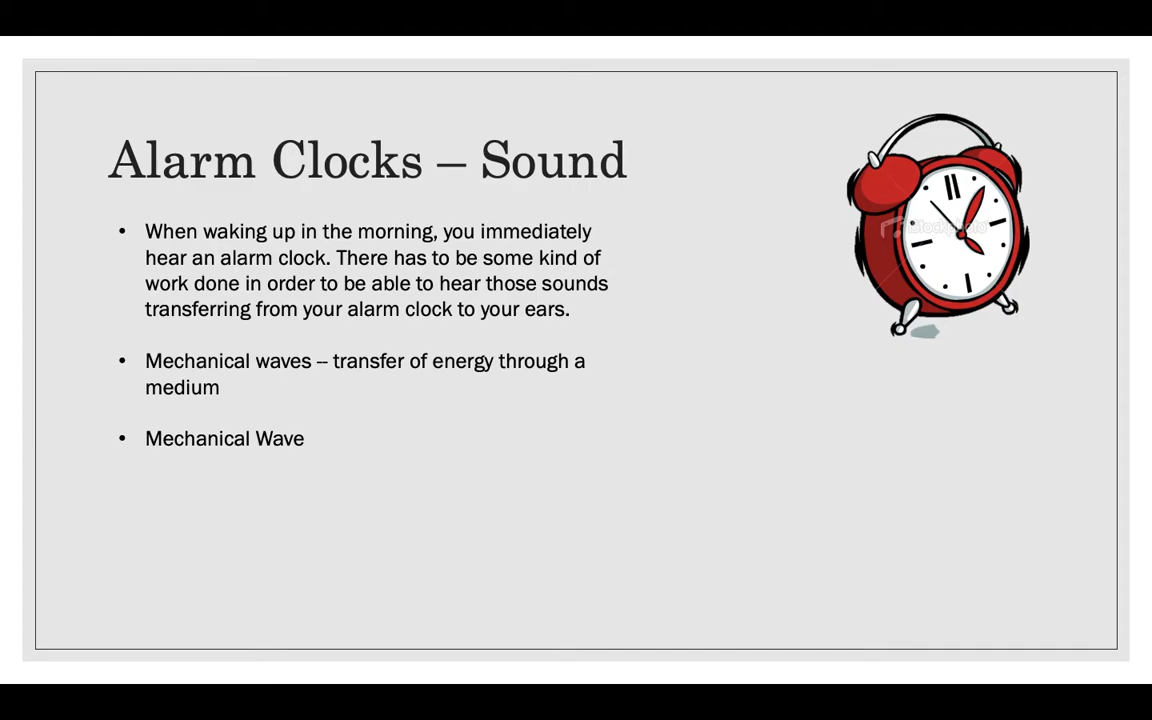 Alarm Clocks – Sound
• When waking up in the morning, you immediately
hear an alarm clock. There has to be some kind of
work done in order to be able to hear those sounds
transferring from your alarm clock to your ears.
• Mechanical waves -- transfer of energy through a
medium
• Mechanical Wave